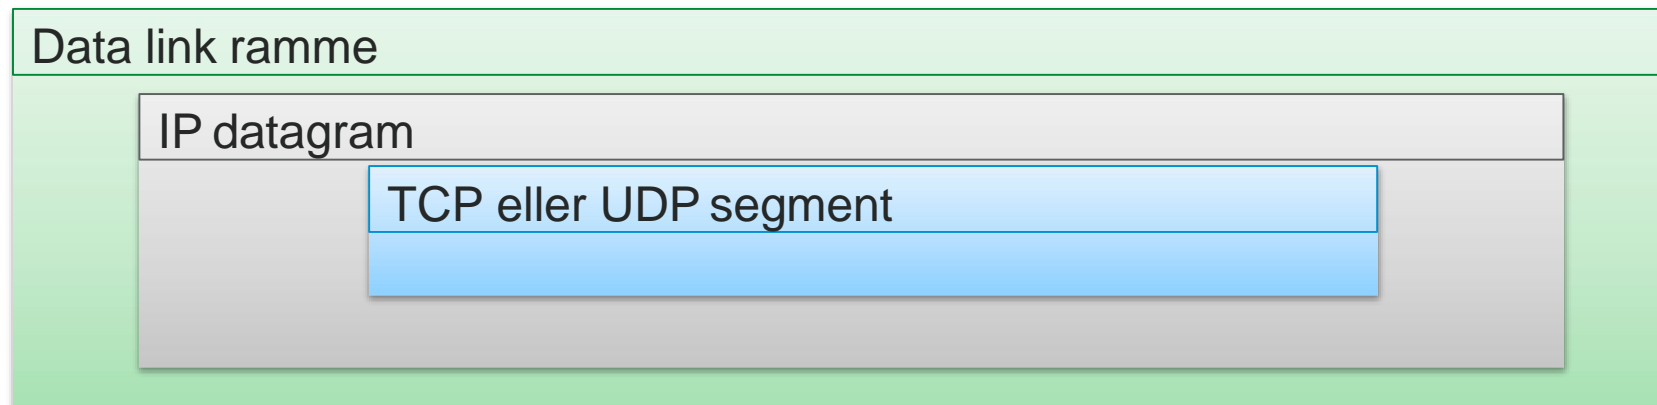 Data link ramme
IP datagram
TCP eller UDP segment